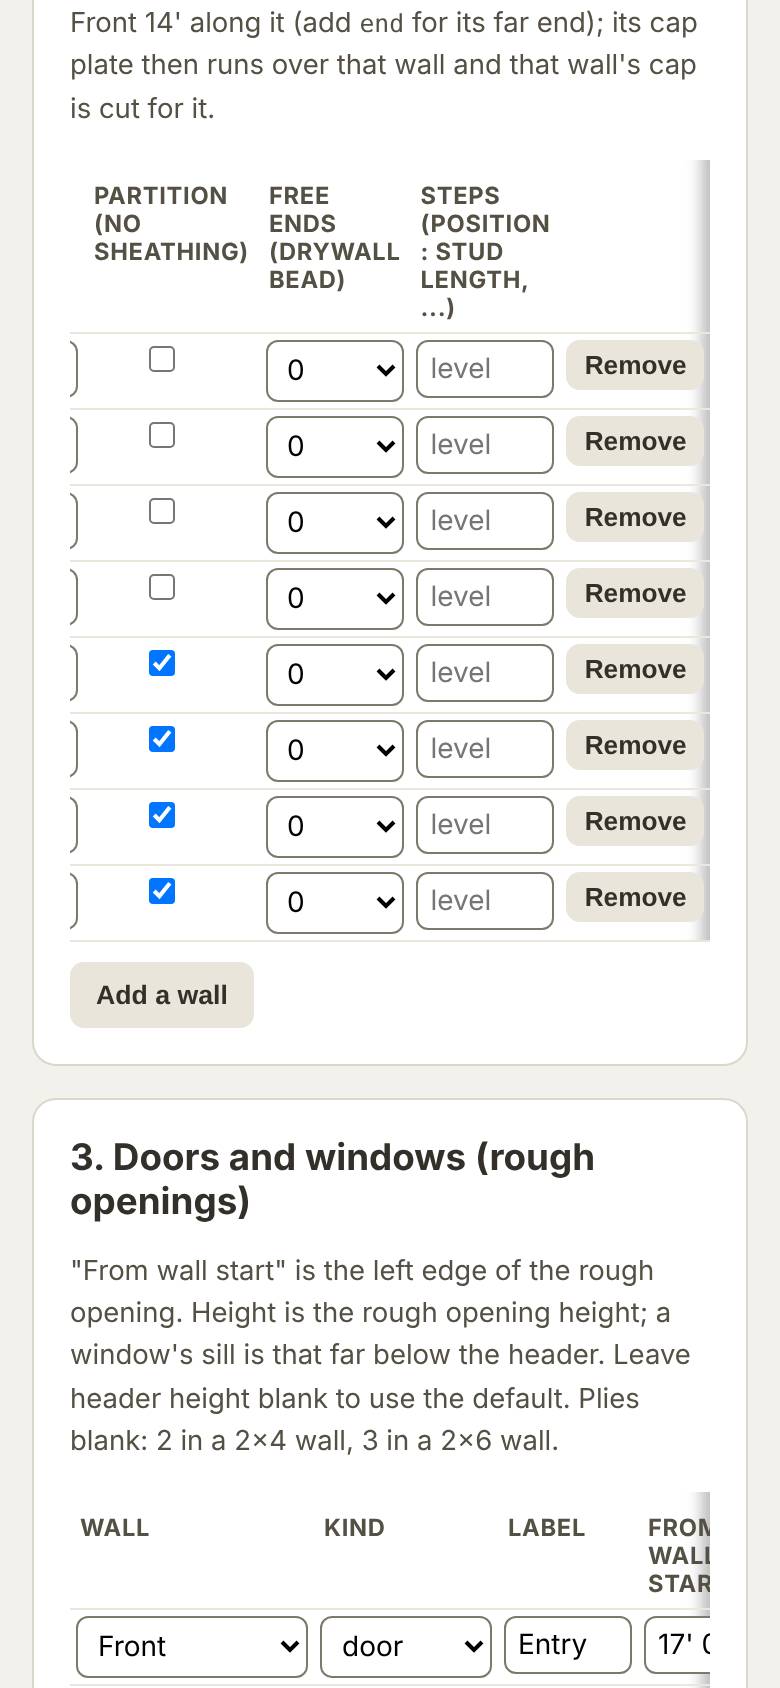 Front 14' along it (add end for its far end); its cap
plate then runs over that wall and that wall's cap
is cut for it.
PARTITION (NO SHEATHING) FREE ENDS (DRYWALL BEAD) STEPS (POSITION : STUD LENGTH, ...)
0 level Remove
0 level Remove
0 level Remove
0 level Remove
0 level Remove
0 level Remove
0 level Remove
0 level Remove
Add a wall
3. Doors and windows (rough
openings)
"From wall start" is the left edge of the rough
opening. Height is the rough opening height; a
window's sill is that far below the header. Leave
header height blank to use the default. Plies
blank: 2 in a 2×4 wall, 3 in a 2×6 wall.
WALL KIND LABEL FROM WALL START
Front door Entry 17'